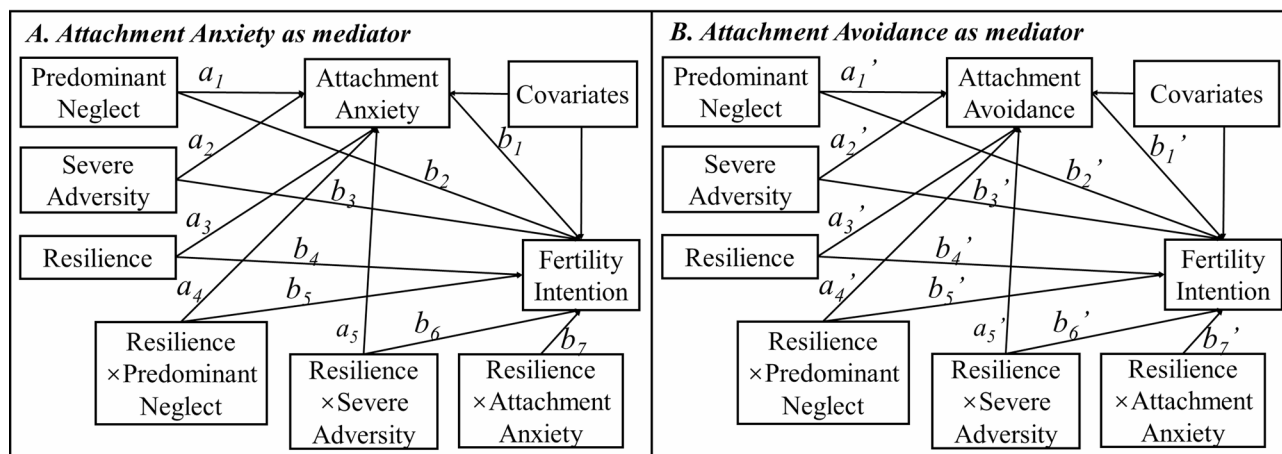 A. Attachment Anxiety as mediator
Predominant
Neglect
a₁
Attachment
Anxiety
Covariates
Severe
Adversity
a₂
b₁
b₂
b₃
Resilience
a₃
b₄
Fertility
Intention
a₄
b₅
Resilience
×Predominant
Neglect
a₅
b₆
Resilience
×Severe
Adversity
b₇
Resilience
×Attachment
Anxiety
B. Attachment Avoidance as mediator
Predominant
Neglect
a₁’
Attachment
Avoidance
Covariates
Severe
Adversity
a₂’
b₁’
b₂’
b₃’
Resilience
a₃’
b₄’
Fertility
Intention
a₄’
b₅’
Resilience
×Predominant
Neglect
a₅’
b₆’
Resilience
×Severe
Adversity
b₇’
Resilience
×Attachment
Anxiety